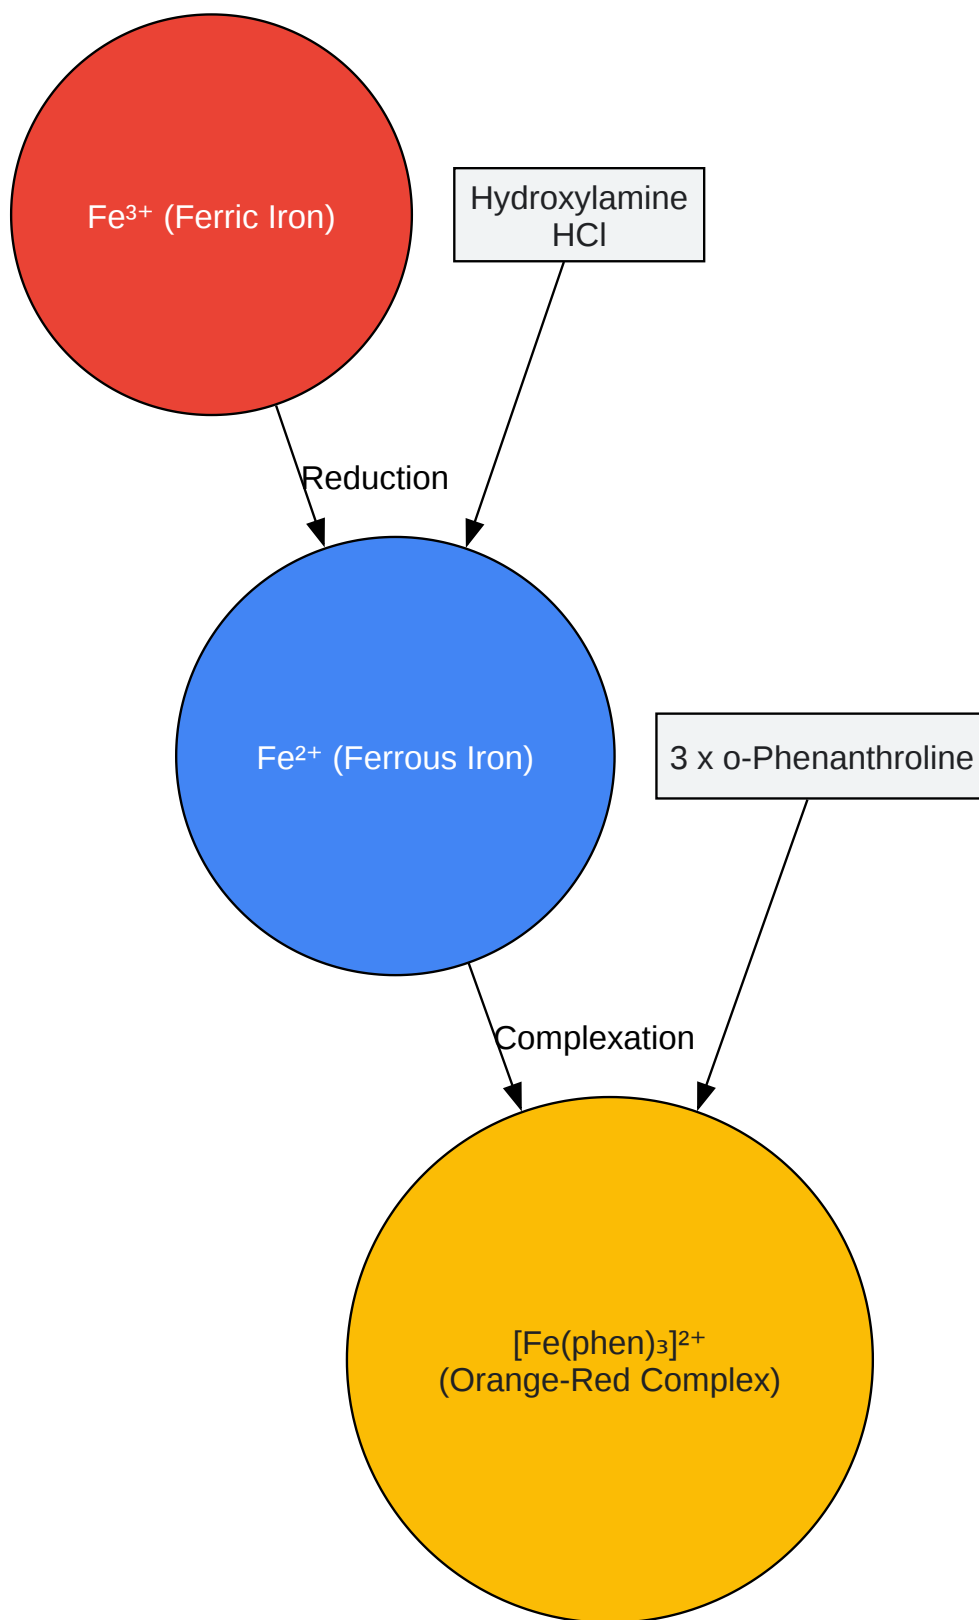 Fe³⁺ (Ferric Iron)
Hydroxylamine
HCl
Reduction
Fe²⁺ (Ferrous Iron)
3 x o-Phenanthroline
Complexation
[Fe(phen)₃]²⁺
(Orange-Red Complex)